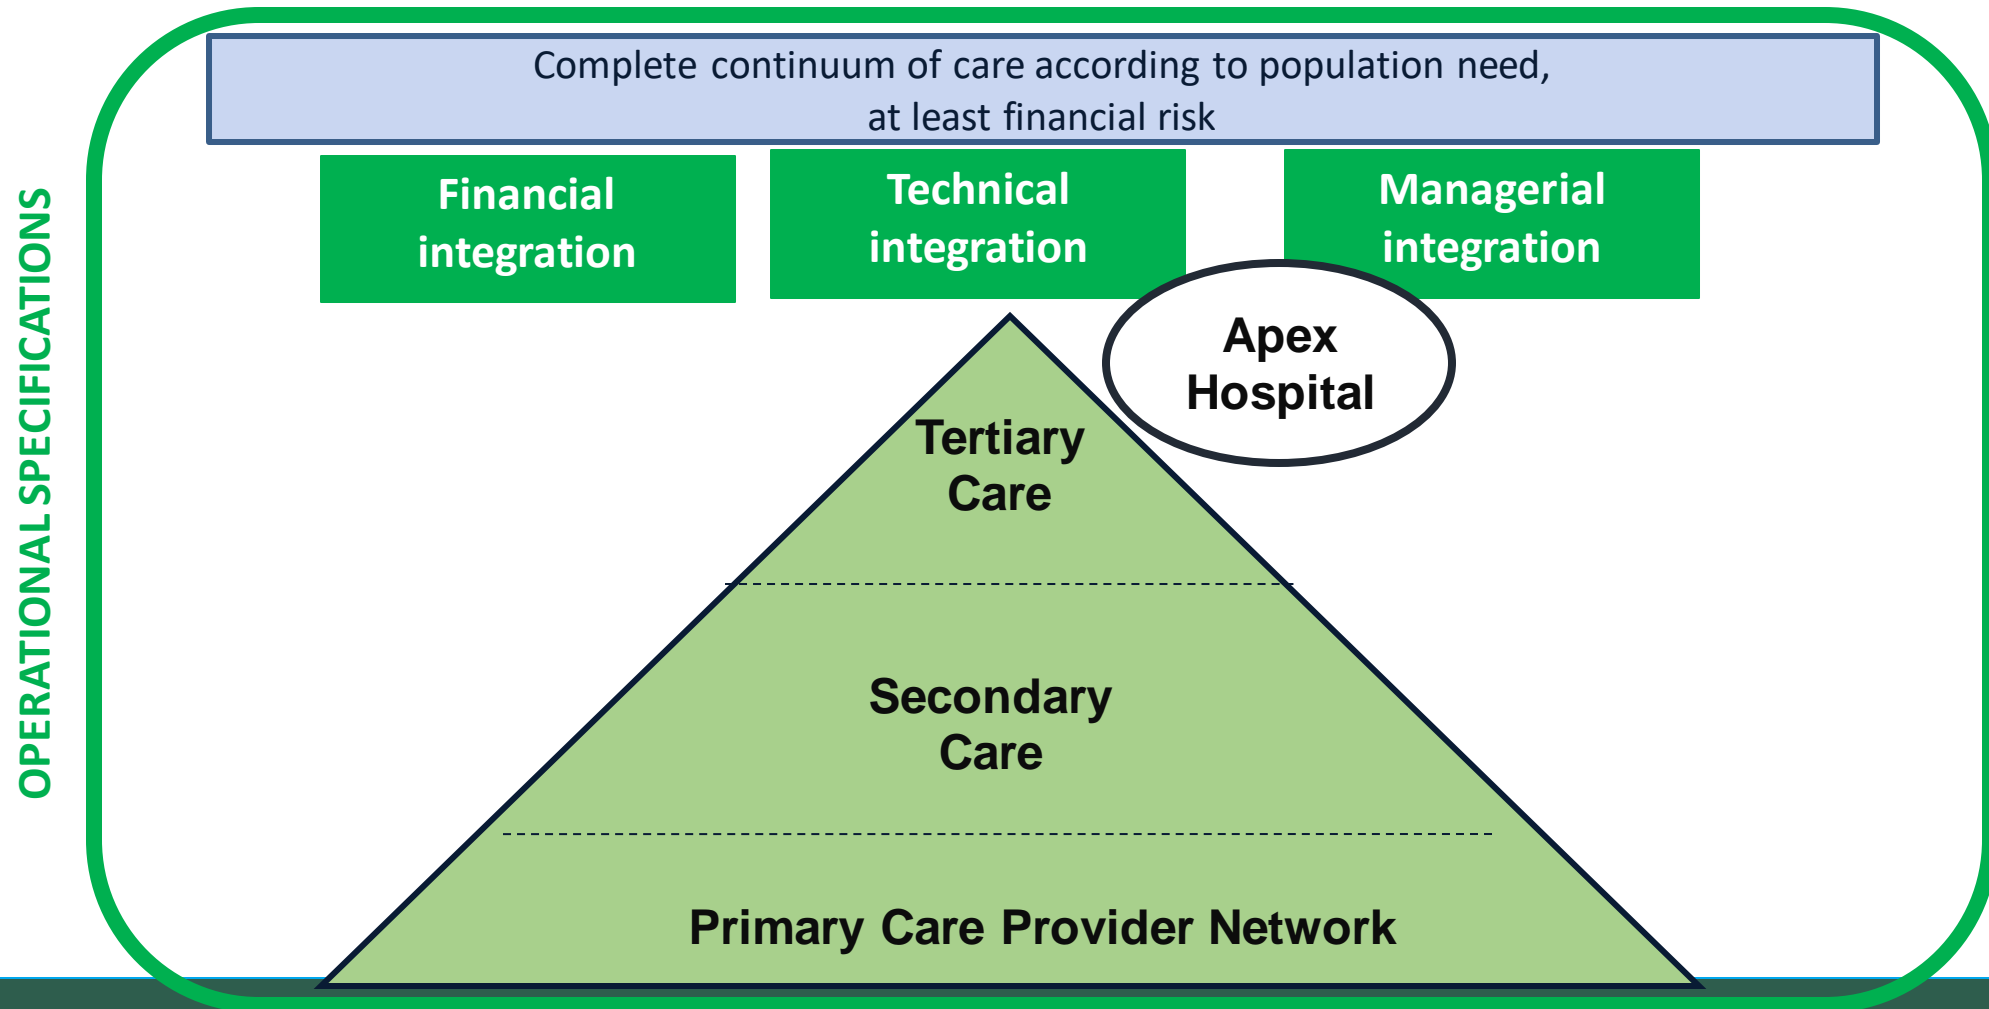 OPERATIONAL SPECIFICATIONS
Complete continuum of care according to population need,
at least financial risk
Financial
integration
Technical
integration
Managerial
integration
Apex
Hospital
Tertiary
Care
Secondary
Care
Primary Care Provider Network